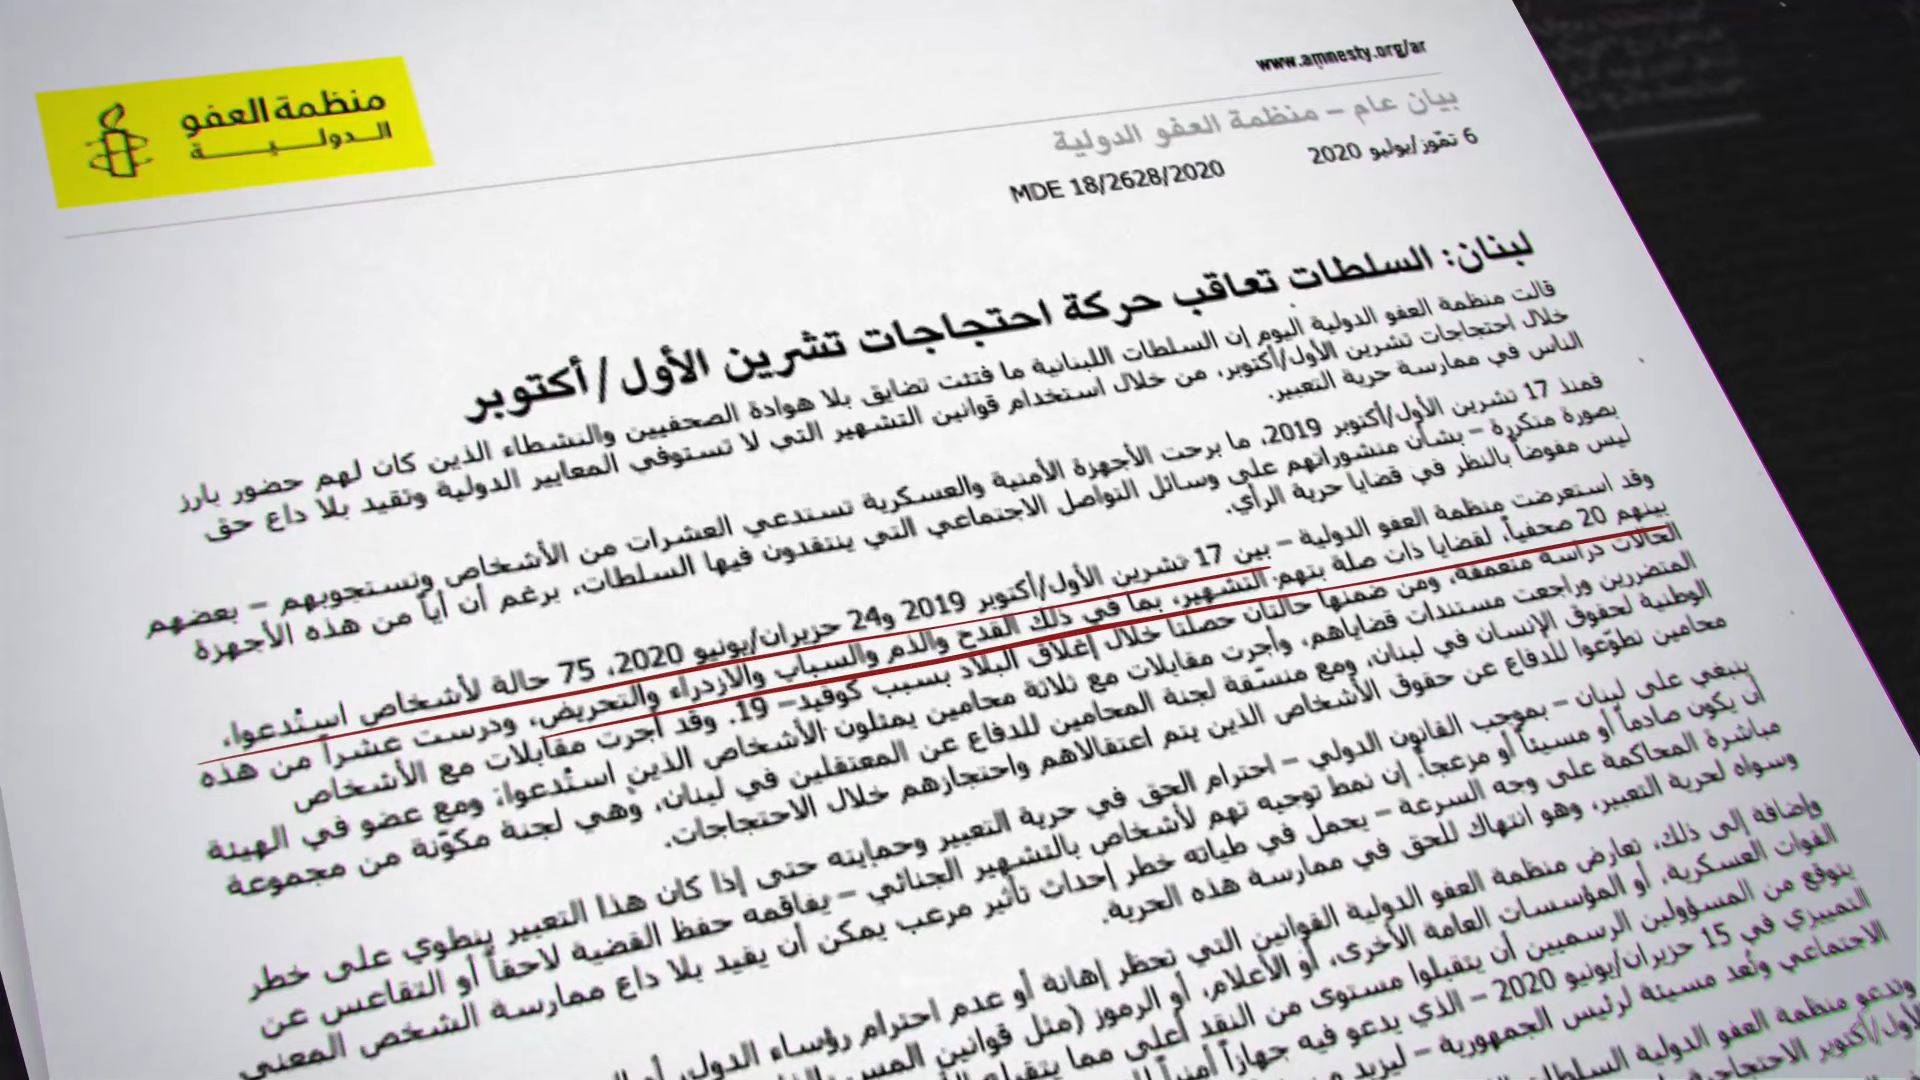 www.amnesty.org/ar
منظمة العفو
الدولية
بيان عام – منظمة العفو الدولية
6 تمّوز/يوليو 2020 MDE 18/2628/2020
لبنان: السلطات تعاقب حركة احتجاجات تشرين الأول/أكتوبر
قالت منظمة العفو الدولية اليوم إن السلطات اللبنانية ما فتئت تضايق بلا هوادة الصحفيين والنشطاء الذين كان لهم حضور بارز
خلال احتجاجات تشرين الأول/أكتوبر، من خلال استخدام قوانين التشهير التي لا تستوفي المعايير الدولية وتقيد بلا داع حق
الناس في ممارسة حرية التعبير.
فمنذ 17 تشرين الأول/أكتوبر 2019، ما برحت الأجهزة الأمنية والعسكرية تستدعي العشرات من الأشخاص وتستجوبهم – بعضهم
بصورة متكررة – بشأن منشوراتهم على وسائل التواصل الاجتماعي التي ينتقدون فيها السلطات، برغم أن أياً من هذه الأجهزة
ليس مفوضاً بالنظر في قضايا حرية الرأي.
وقد استعرضت منظمة العفو الدولية – بين 17 تشرين الأول/أكتوبر 2019 و24 حزيران/يونيو 2020، 75 حالة لأشخاص استُدعوا،
بينهم 20 صحفياً، لقضايا ذات صلة بتهم التشهير، بما في ذلك القدح والذم والسباب والازدراء والتحريض، ودرست عشراً من هذه
الحالات دراسة متعمقة، ومن ضمنها حالتان حصلتا خلال إغلاق البلاد بسبب كوفيد– 19. وقد أجرت مقابلات مع الأشخاص
المتضررين وراجعت مستندات قضاياهم، وأجرت مقابلات مع ثلاثة محامين يمثلون الأشخاص الذين استُدعوا؛ ومع عضو في الهيئة
الوطنية لحقوق الإنسان في لبنان، ومع منسّقة لجنة المحامين للدفاع عن المعتقلين في لبنان، وهي لجنة مكوّنة من مجموعة
محامين تطوّعوا للدفاع عن حقوق الأشخاص الذين يتم اعتقالهم واحتجازهم خلال الاحتجاجات.
ينبغي على لبنان – بموجب القانون الدولي – احترام الحق في حرية التعبير وحمايته حتى إذا كان هذا التعبير ينطوي على خطر
أن يكون صادماً أو مسيئاً أو مزعجاً. إن نمط توجيه تهم لأشخاص بالتشهير الجنائي – يفاقمه حفظ القضية لاحقاً أو التقاعس عن
مباشرة المحاكمة على وجه السرعة – يحمل في طياته خطر إحداث تأثير مرعب يمكن أن يقيد بلا داع ممارسة الشخص المعني
وسواه لحرية التعبير، وهو انتهاك للحق في ممارسة هذه الحرية.
وإضافة إلى ذلك، تعارض منظمة العفو الدولية القوانين التي تحظر إهانة أو عدم احترام رؤساء الدول، أو
القوات العسكرية، أو المؤسسات العامة الأخرى، أو الأعلام، أو الرموز (مثل قوانين المس
يتوقع من المسؤولين الرسميين أن يتقبلوا مستوى من النقد أعلى مما يتقبله
التمييزي في 15 حزيران/يونيو 2020 – الذي يدعو فيه جهازاً أمنياً
الاجتماعي وتُعد مسيئة لرئيس الجمهورية – ليزيد
وتدعو منظمة العفو الدولية السلطات
الأول/أكتوبر